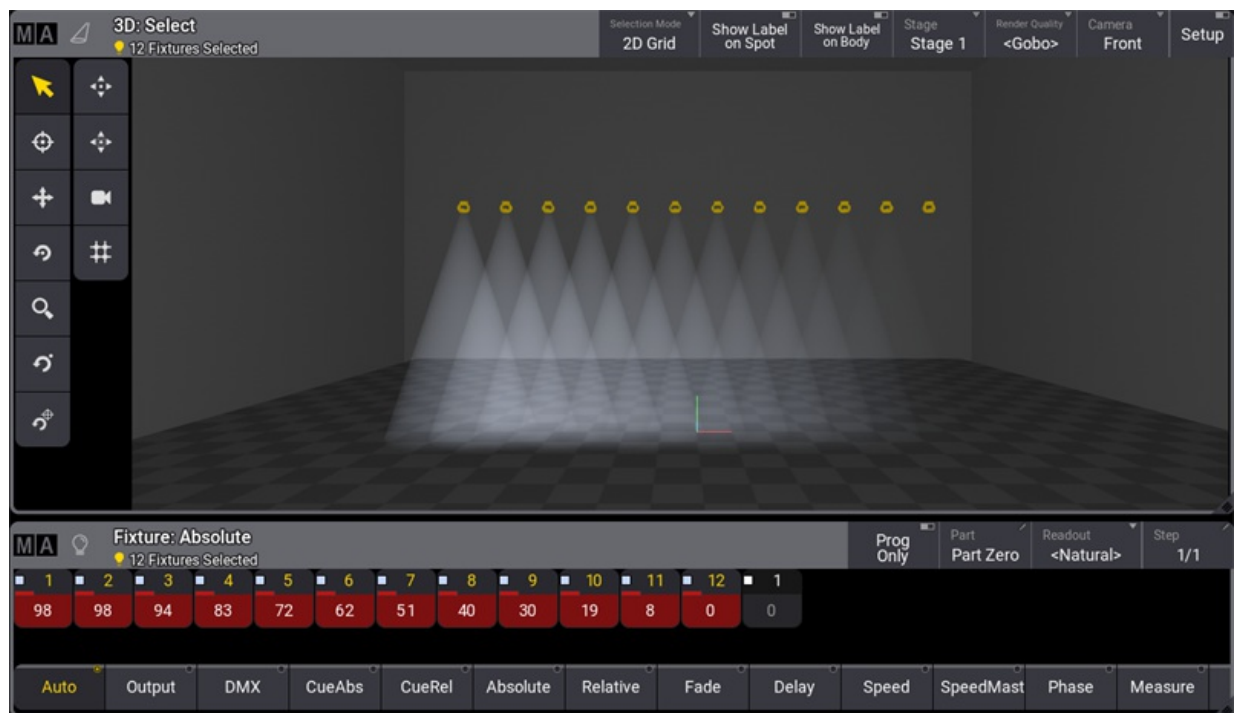 MA
3D: Select
12 Fixtures Selected
Selection Mode
2D Grid
Show Label
on Spot
Show Label
on Body
Stage
Stage 1
Render Quality
<Gobo>
Camera
Front
Setup
MA
Fixture: Absolute
12 Fixtures Selected
Prog
Only
Part
Part Zero
Readout
<Natural>
Step
1/1
1 2 3 4 5 6 7 8 9 10 11 12 1
98 98 94 83 72 62 51 40 30 19 8 0 0
Auto Output DMX CueAbs CueRel Absolute Relative Fade Delay Speed SpeedMast Phase Measure